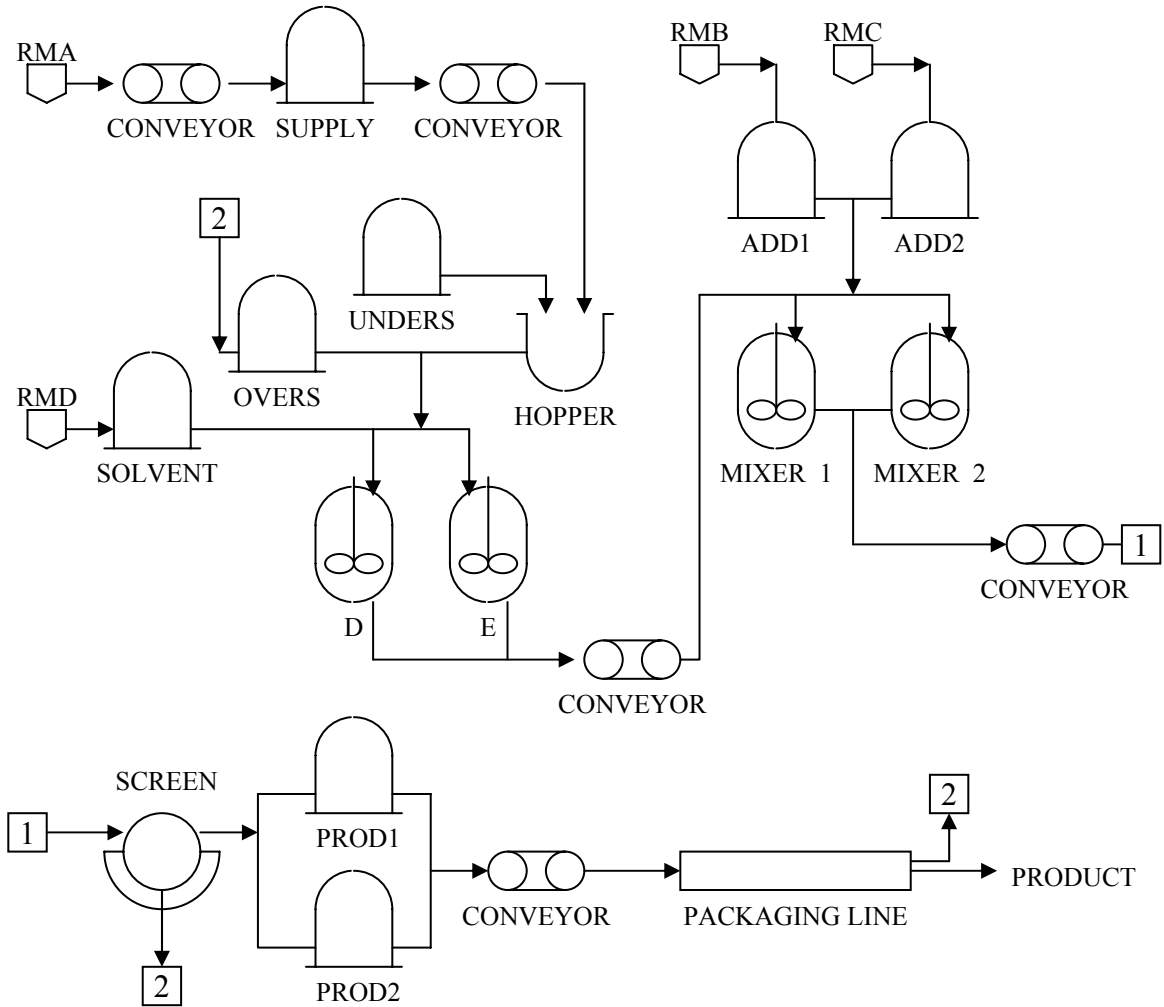 RMA
CONVEYOR
SUPPLY
CONVEYOR
RMB
RMC
ADD1
ADD2
2
UNDERS
OVERS
HOPPER
RMD
SOLVENT
MIXER 1
MIXER 2
D
E
CONVEYOR
1
CONVEYOR
SCREEN
1
2
PROD1
PROD2
CONVEYOR
PACKAGING LINE
2
PRODUCT